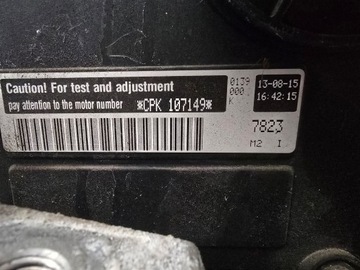 Caution! For test and adjustment
pay attention to the motor number *CPK 107149*
0139
000
K
13-08-15
16:42:15
7823
M2 I